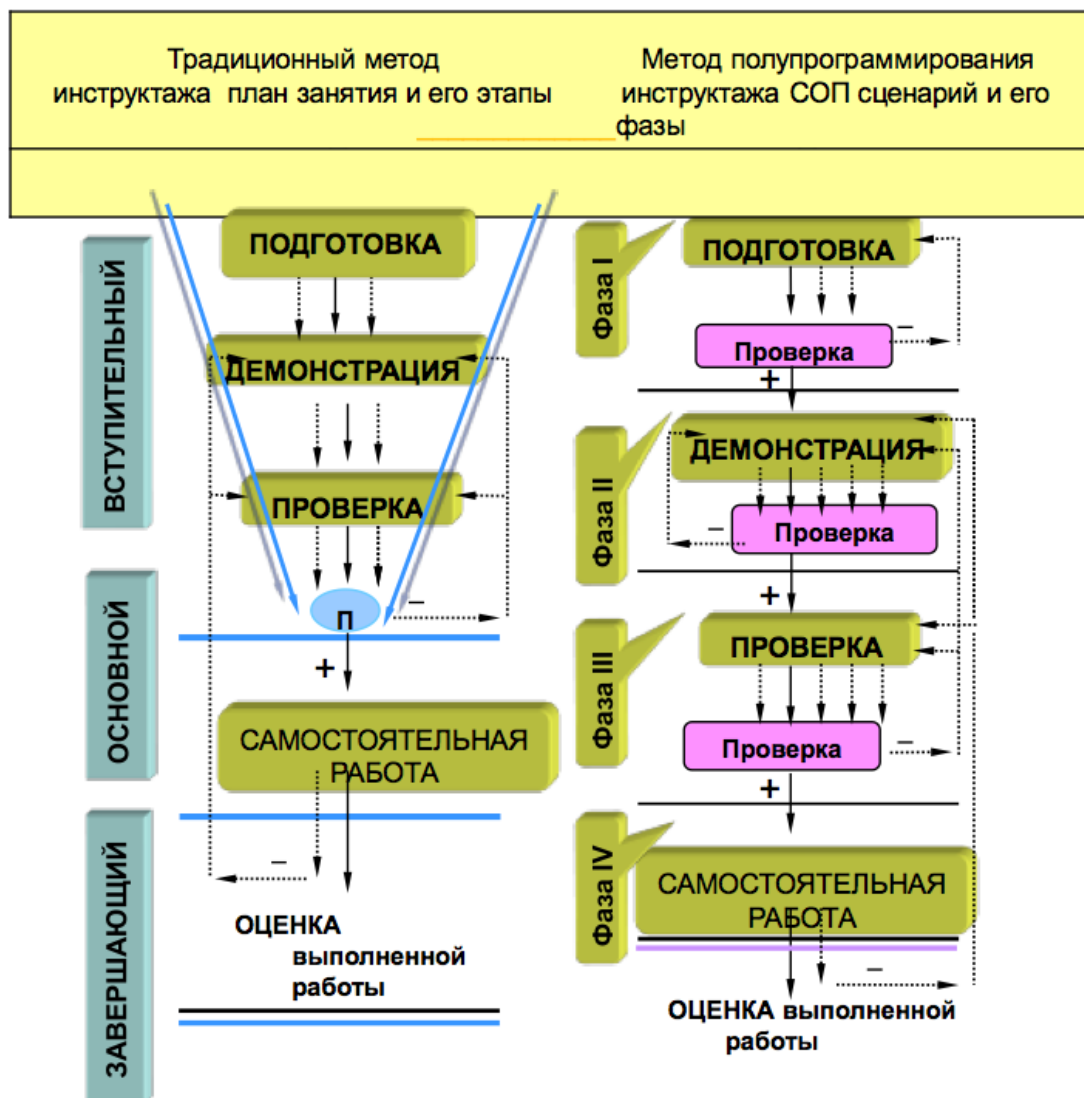 Традиционный метод
инструктажа план занятия и его этапы
Метод полупрограммирования
инструктажа СОП сценарий и его
фазы
ВСТУПИТЕЛЬНЫЙ
ПОДГОТОВКА
ДЕМОНСТРАЦИЯ
ПРОВЕРКА
ОСНОВНОЙ
П
–
+
САМОСТОЯТЕЛЬНАЯ
РАБОТА
ЗАВЕРШАЮЩИЙ
–
ОЦЕНКА
выполненной
работы
Фаза I
ПОДГОТОВКА
Проверка
–
+
Фаза II
ДЕМОНСТРАЦИЯ
Проверка
–
+
Фаза III
ПРОВЕРКА
Проверка
–
+
Фаза IV
САМОСТОЯТЕЛЬНАЯ
РАБОТА
–
ОЦЕНКА выполненной
работы